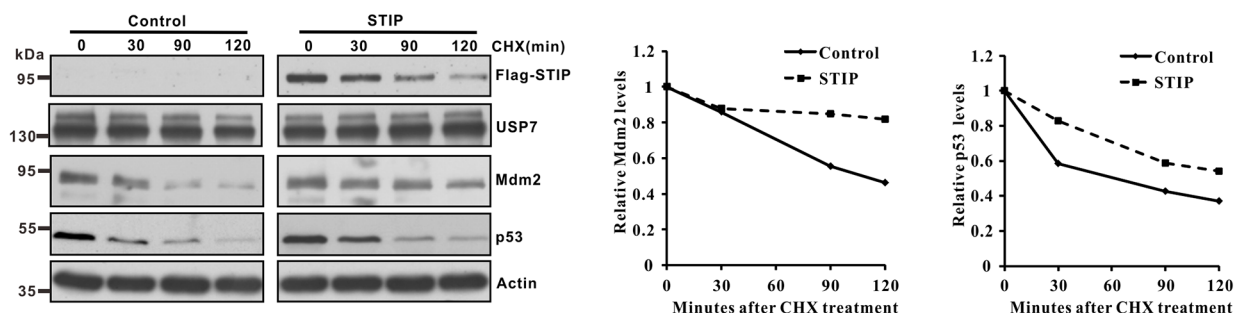 Control STIP
kDa 0 30 90 120 0 30 90 120 CHX(min)
95 Flag-STIP
130 USP7
95 Mdm2
55 p53
35 Actin
Relative Mdm2 levels
1.2
1
0.8
0.6
0.4
0.2
0
0 30 60 90 120
Minutes after CHX treatment
Control
STIP
Relative p53 levels
1.2
1
0.8
0.6
0.4
0.2
0
0 30 60 90 120
Minutes after CHX treatment
Control
STIP